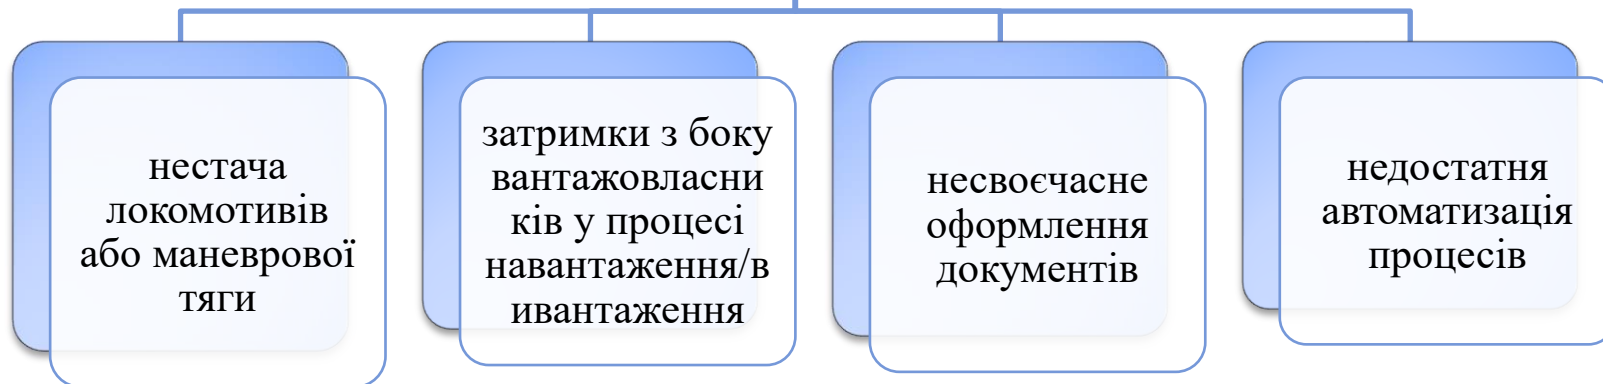 нестача
локомотивів
або маневрової
тяги
затримки з боку
вантажовласни
ків у процесі
навантаження/в
ивантаження
несвоєчасне
оформлення
документів
недостатня
автоматизація
процесів